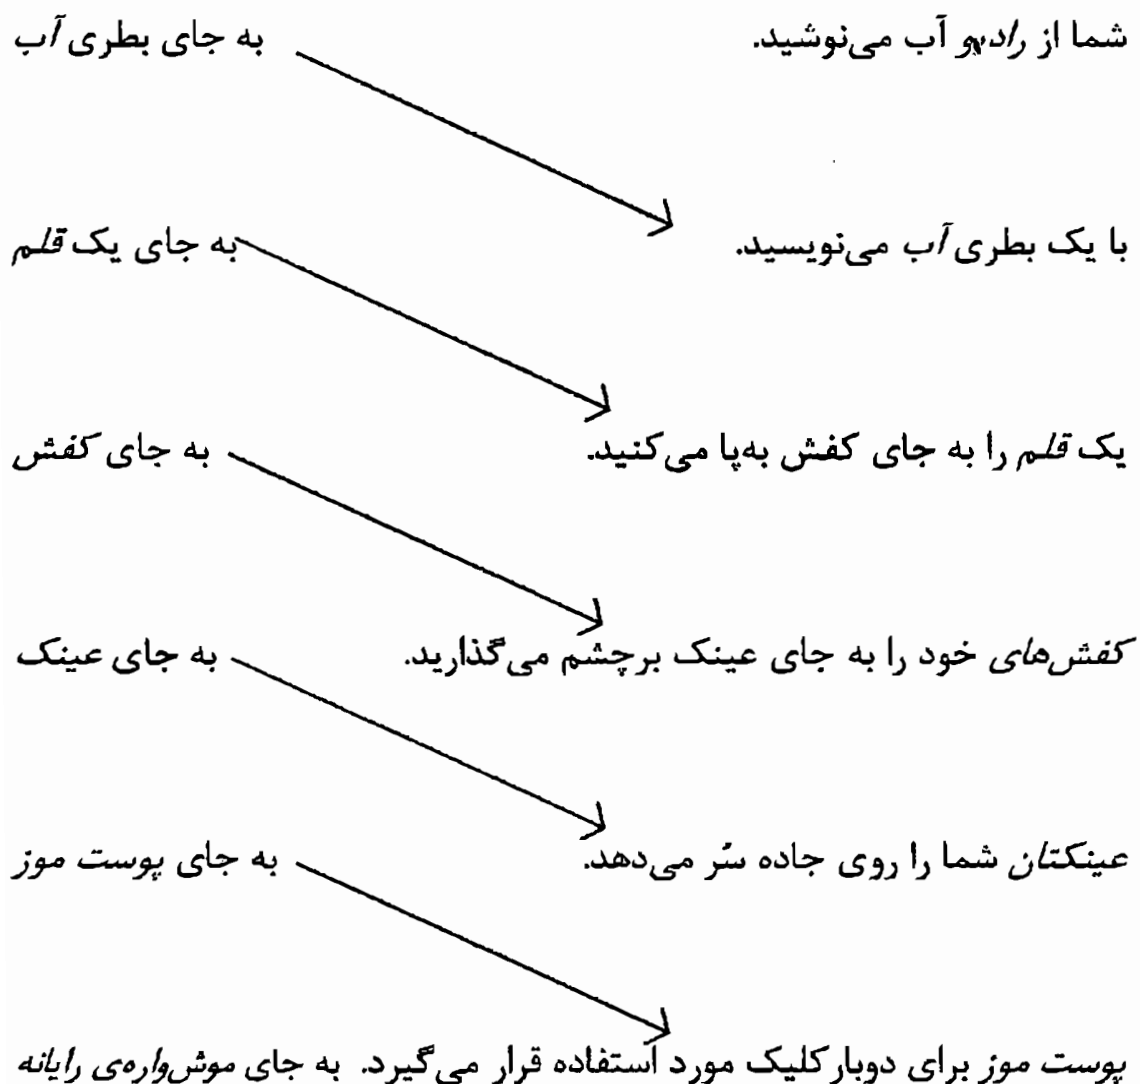 شما از رادیو آب می‌نوشید. به جای بطری آب
با یک بطری آب می‌نویسید. به جای یک قلم
یک قلم را به جای کفش به‌پا می‌کنید. به جای کفش
کفش‌های خود را به جای عینک برچشم می‌گذارید. به جای عینک
عینکتان شما را روی جاده سُر می‌دهد. به جای پوست موز
پوست موز برای دوبارکلیک مورد استفاده قرار می‌گیرد. به جای موش‌واره‌ی رایانه